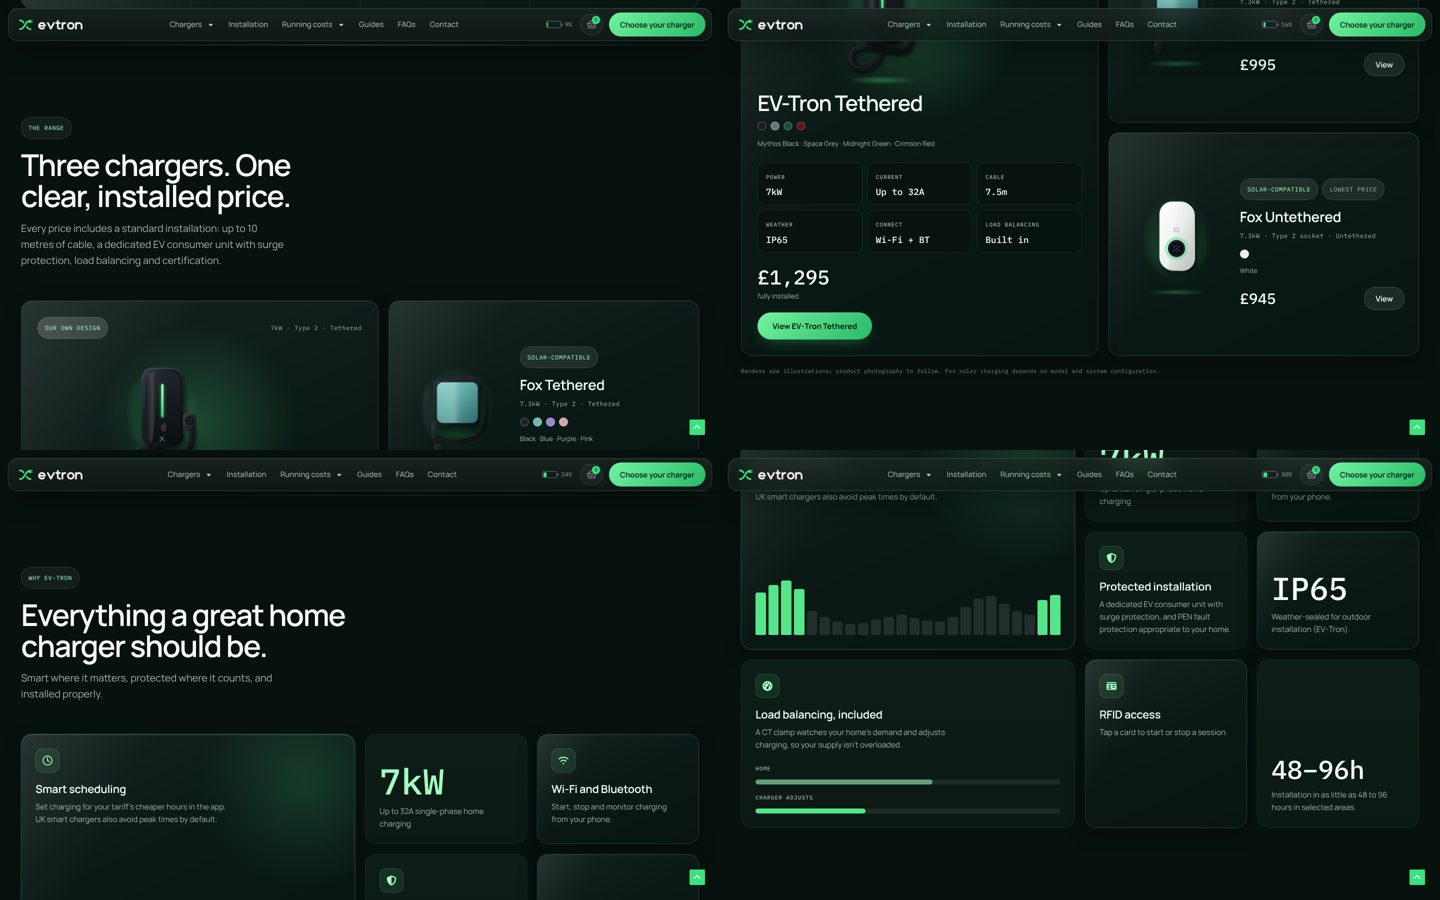 evtron
Chargers
Installation
Running costs
Guides
FAQs
Contact
9%
0
Choose your charger
THE RANGE
Three chargers. One
clear, installed price.
Every price includes a standard installation: up to 10
metres of cable, a dedicated EV consumer unit with surge
protection, load balancing and certification.
OUR OWN DESIGN
7kW · Type 2 · Tethered
SOLAR-COMPATIBLE
Fox Tethered
7.3kW · Type 2 · Tethered
Black · Blue · Purple · Pink
evtron
Chargers
Installation
Running costs
Guides
FAQs
Contact
16%
0
Choose your charger
£995
View
EV-Tron Tethered
Mythos Black · Space Grey · Midnight Green · Crimson Red
POWER
7kW
CURRENT
Up to 32A
CABLE
7.5m
WEATHER
IP65
CONNECT
Wi-Fi + BT
LOAD BALANCING
Built in
£1,295
fully installed
View EV-Tron Tethered
SOLAR-COMPATIBLE
LOWEST PRICE
Fox Untethered
7.3kW · Type 2 socket · Untethered
White
£945
View
Renders are illustrations; product photography to follow. Fox solar charging depends on model and system configuration.
evtron
Chargers
Installation
Running costs
Guides
FAQs
Contact
24%
0
Choose your charger
WHY EV-TRON
Everything a great home
charger should be.
Smart where it matters, protected where it counts, and
installed properly.
Smart scheduling
Set charging for your tariff's cheaper hours in the app.
UK smart chargers also avoid peak times by default.
7kW
Up to 32A single-phase home
charging
Wi-Fi and Bluetooth
Start, stop and monitor charging
from your phone.
evtron
Chargers
Installation
Running costs
Guides
FAQs
Contact
30%
0
Choose your charger
UK smart chargers also avoid peak times by default.
charging
from your phone.
Protected installation
A dedicated EV consumer unit with
surge protection, and PEN fault
protection appropriate to your home.
IP65
Weather-sealed for outdoor
installation (EV-Tron).
Load balancing, included
A CT clamp watches your home's demand and adjusts
charging, so your supply isn't overloaded.
HOME
CHARGER ADJUSTS
RFID access
Tap a card to start or stop a session.
48–96h
Installation in as little as 48 to 96
hours in selected areas.